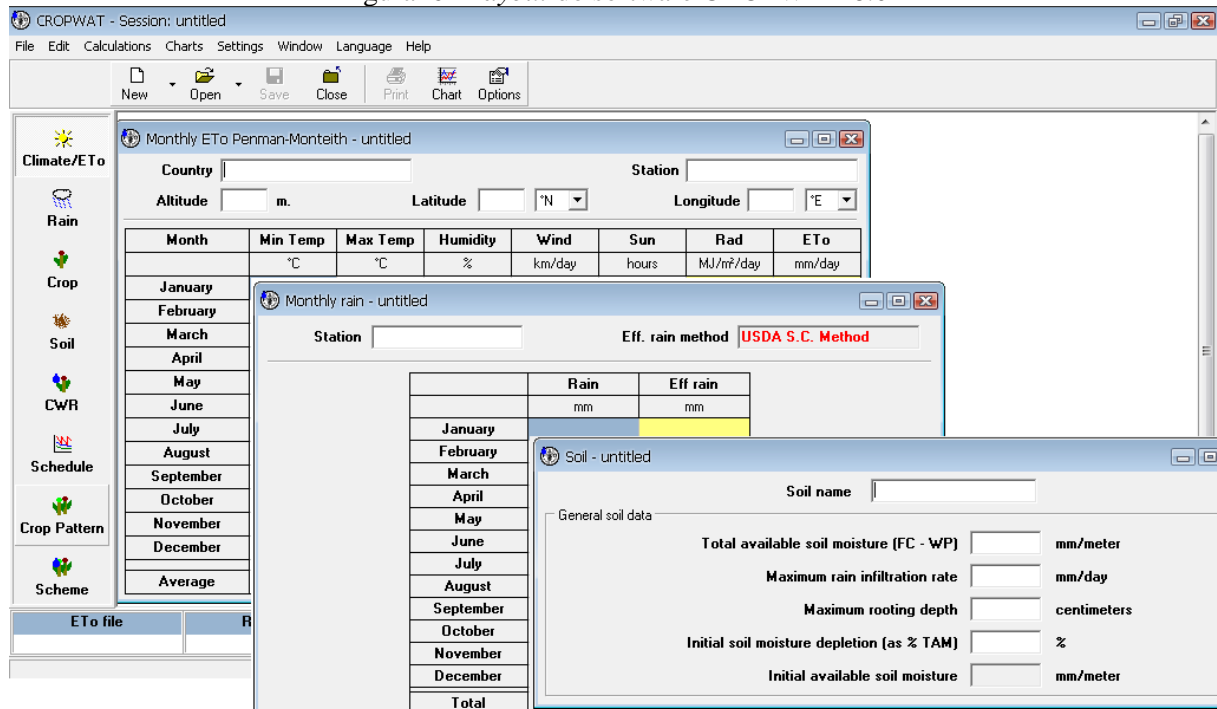 CROPWAT - Session: untitled
File Edit Calculations Charts Settings Window Language Help
New Open Save Close Print Chart Options
Climate/ETo
Rain
Crop
Soil
CWR
Schedule
Crop Pattern
Scheme
Monthly ETo Penman-Monteith - untitled
Country Station
Altitude m. Latitude °N Longitude °E
Month Min Temp Max Temp Humidity Wind Sun Rad ETo
°C °C % km/day hours MJ/m²/day mm/day
January
February
March
April
May
June
July
August
September
October
November
December
Average
ETo file
Monthly rain - untitled
Station Eff. rain method USDA S.C. Method
Rain Eff rain
mm mm
January
February
March
April
May
June
July
August
September
October
November
December
Total
Soil - untitled
Soil name
General soil data
Total available soil moisture (FC - WP) mm/meter
Maximum rain infiltration rate mm/day
Maximum rooting depth centimeters
Initial soil moisture depletion (as % TAM) %
Initial available soil moisture mm/meter